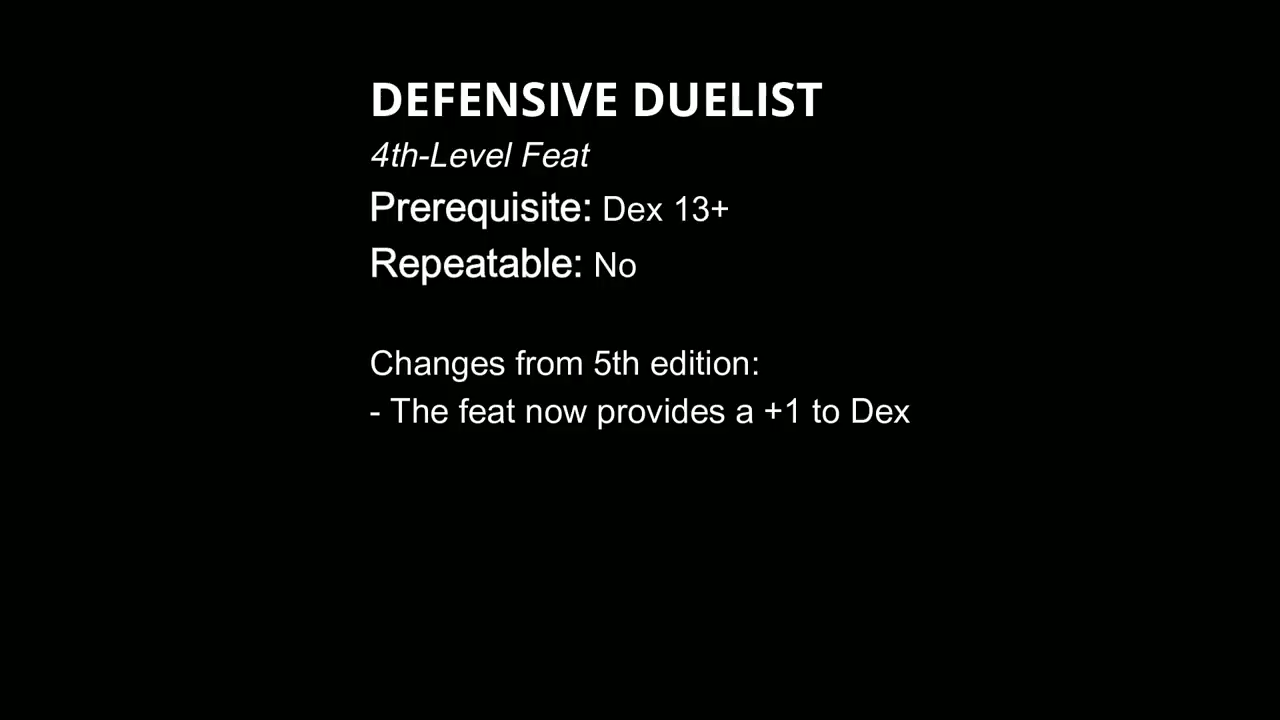 DEFENSIVE DUELIST
4th-Level Feat
Prerequisite: Dex 13+
Repeatable: No
Changes from 5th edition:
- The feat now provides a +1 to Dex